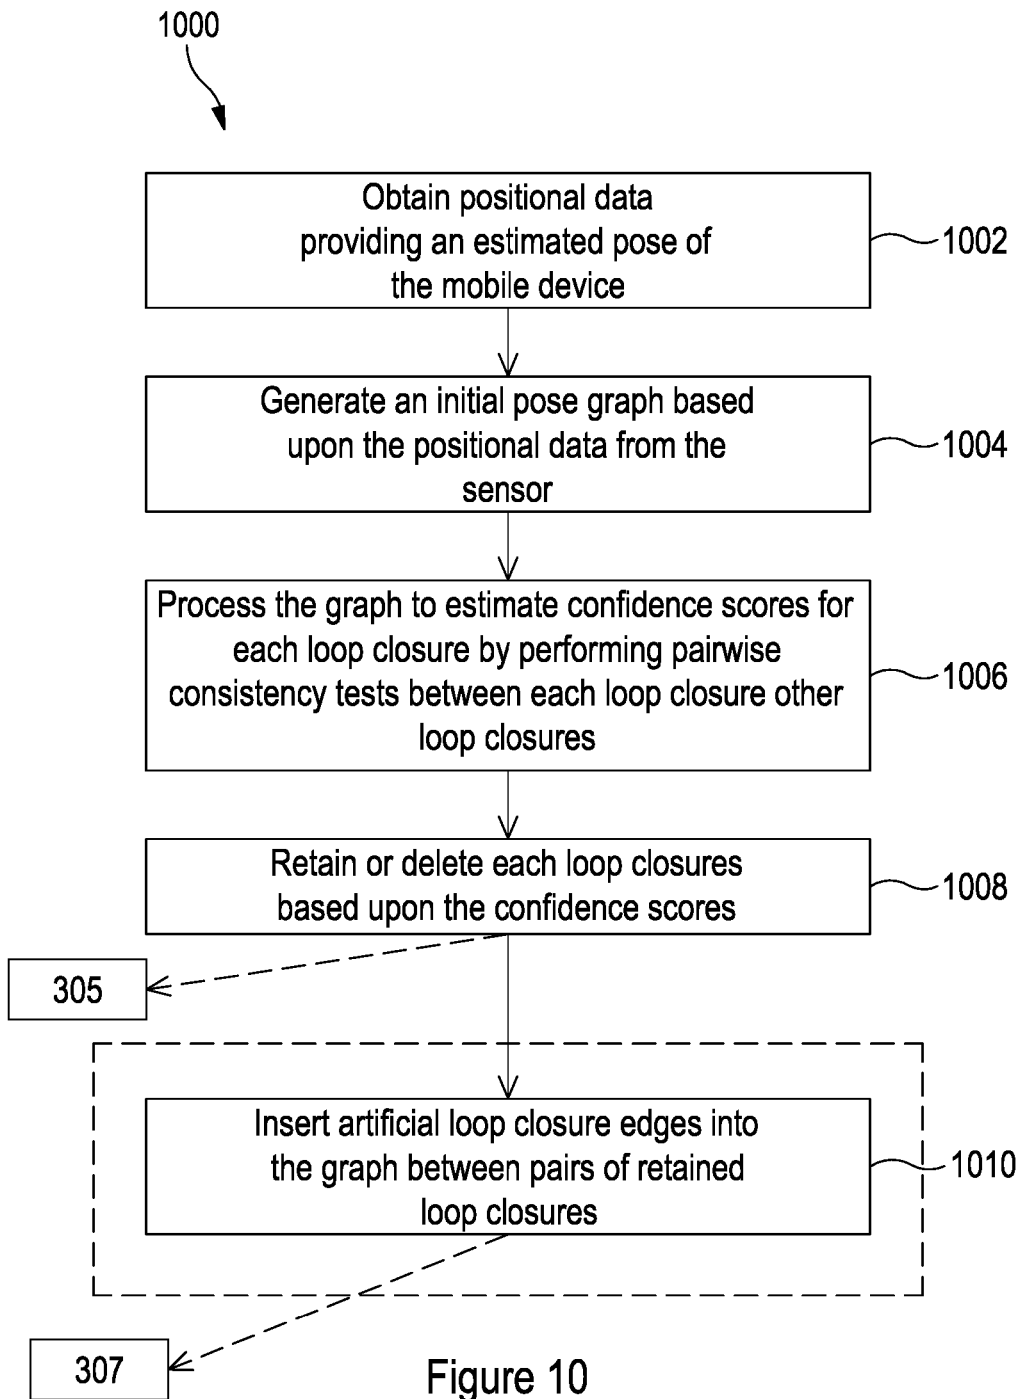 1000
Obtain positional data
providing an estimated pose of
the mobile device
1002
Generate an initial pose graph based
upon the positional data from the
sensor
1004
Process the graph to estimate confidence scores for
each loop closure by performing pairwise
consistency tests between each loop closure other
loop closures
1006
Retain or delete each loop closures
based upon the confidence scores
1008
305
Insert artificial loop closure edges into
the graph between pairs of retained
loop closures
1010
307
Figure 10